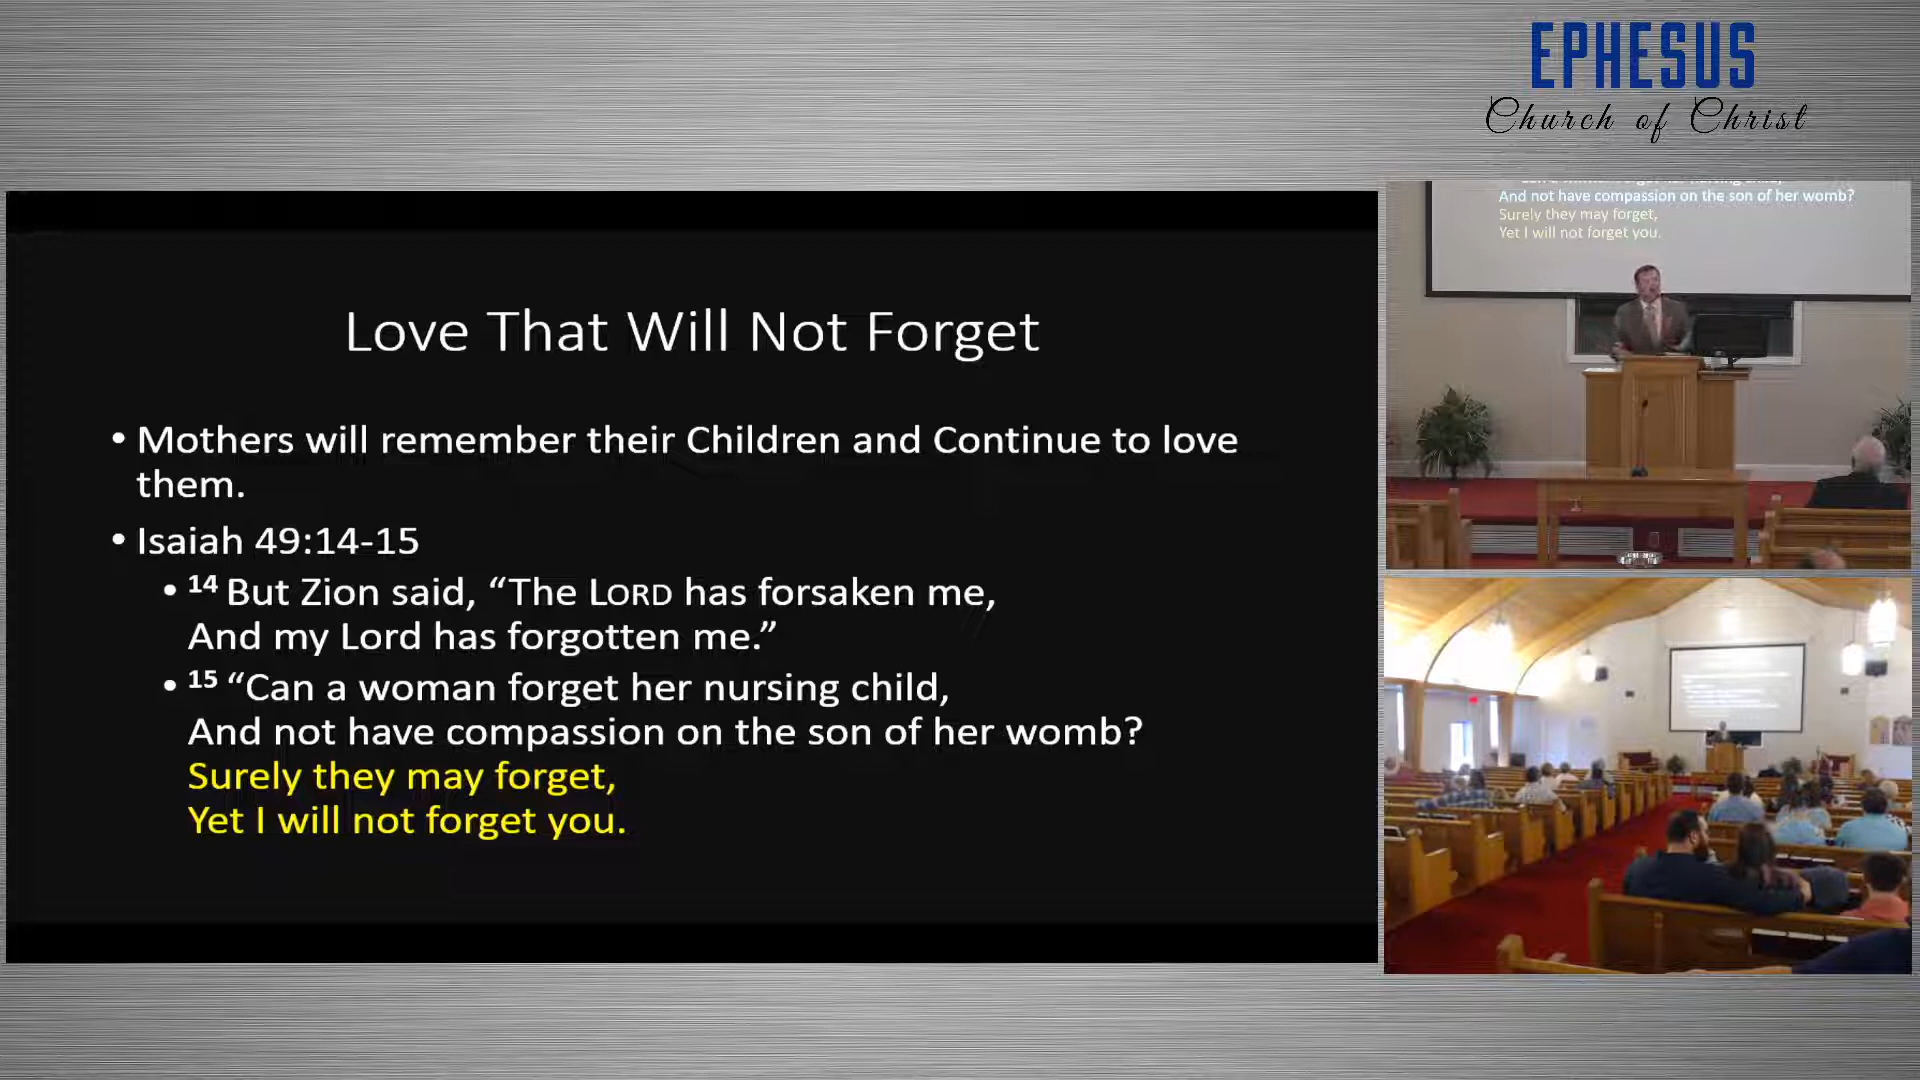 EPHESUS
Church of Christ
Love That Will Not Forget
• Mothers will remember their Children and Continue to love
them.
• Isaiah 49:14-15
• 14 But Zion said, “The LORD has forsaken me,
And my Lord has forgotten me.”
• 15 “Can a woman forget her nursing child,
And not have compassion on the son of her womb?
Surely they may forget,
Yet I will not forget you.
And not have compassion on the son of her womb?
Surely they may forget,
Yet I will not forget you.